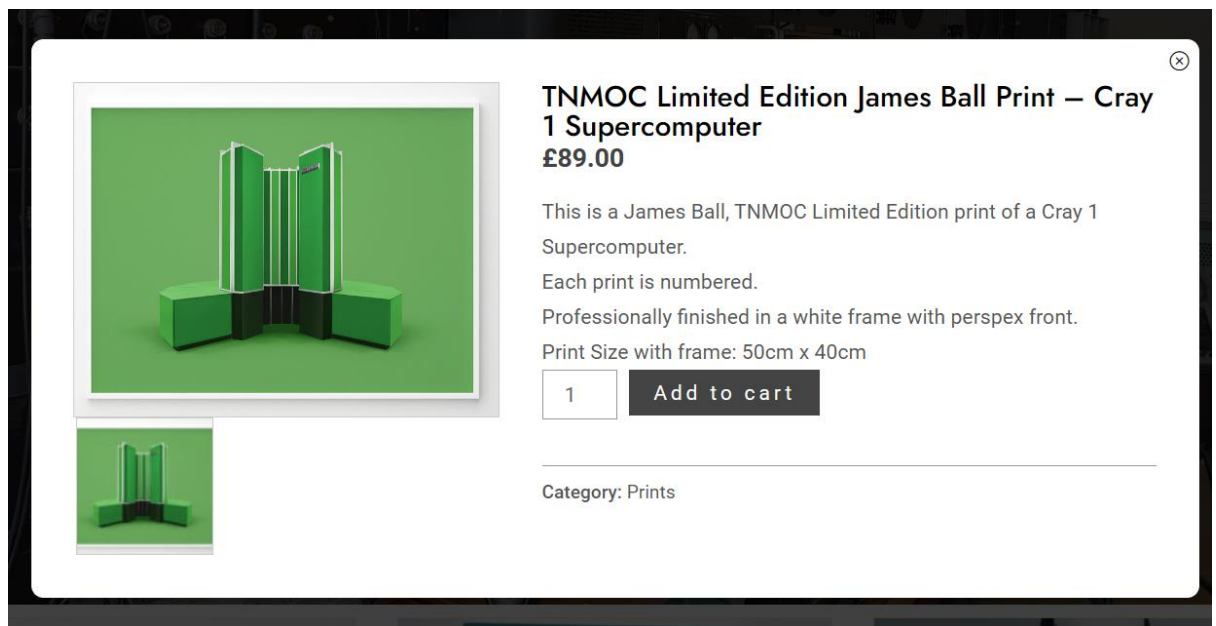 TNMOC Limited Edition James Ball Print – Cray
1 Supercomputer
£89.00
This is a James Ball, TNMOC Limited Edition print of a Cray 1
Supercomputer.
Each print is numbered.
Professionally finished in a white frame with perspex front.
Print Size with frame: 50cm x 40cm
1
Add to cart
Category: Prints